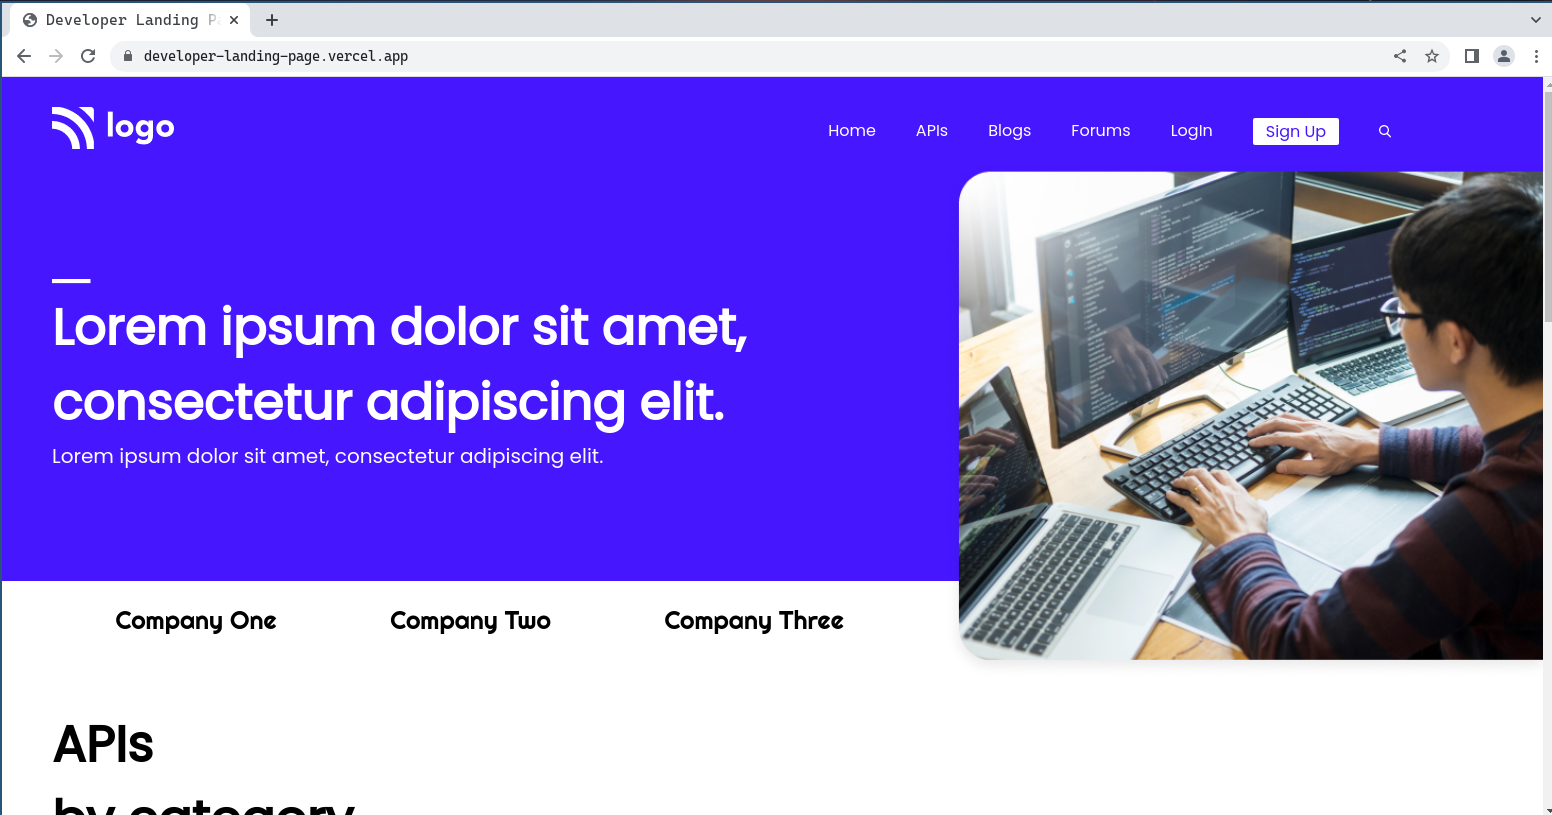 Developer Landing P
developer-landing-page.vercel.app
logo
Home APIs Blogs Forums LogIn Sign Up
Lorem ipsum dolor sit amet,
consectetur adipiscing elit.
Lorem ipsum dolor sit amet, consectetur adipiscing elit.
Company One Company Two Company Three
APIs
by category